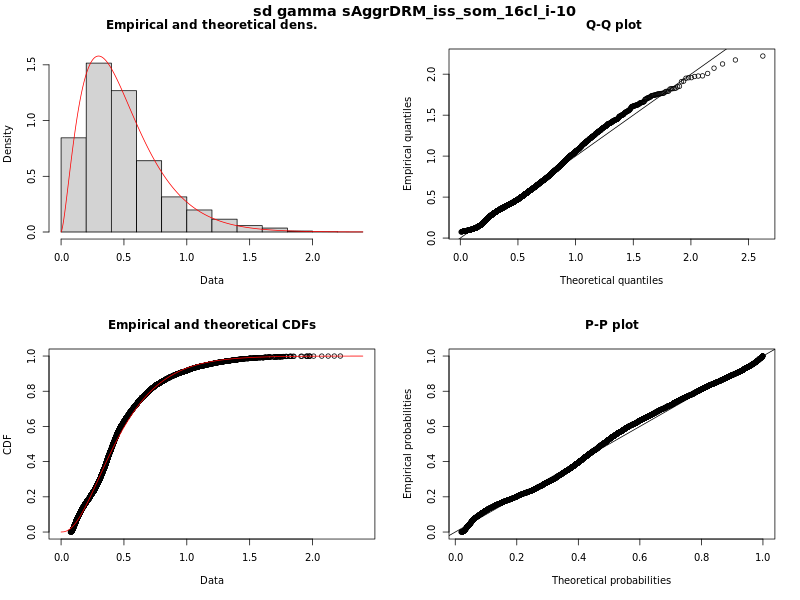 sd gamma sAggrDRM_iss_som_16cl_i-10
Empirical and theoretical dens.
Density
0.0 0.5 1.0 1.5
0.0 0.5 1.0 1.5 2.0
Data
Q-Q plot
Empirical quantiles
0.0 0.5 1.0 1.5 2.0
0.0 0.5 1.0 1.5 2.0 2.5
Theoretical quantiles
Empirical and theoretical CDFs
CDF
0.0 0.2 0.4 0.6 0.8 1.0
0.0 0.5 1.0 1.5 2.0
Data
P-P plot
Empirical probabilities
0.0 0.2 0.4 0.6 0.8 1.0
0.0 0.2 0.4 0.6 0.8 1.0
Theoretical probabilities